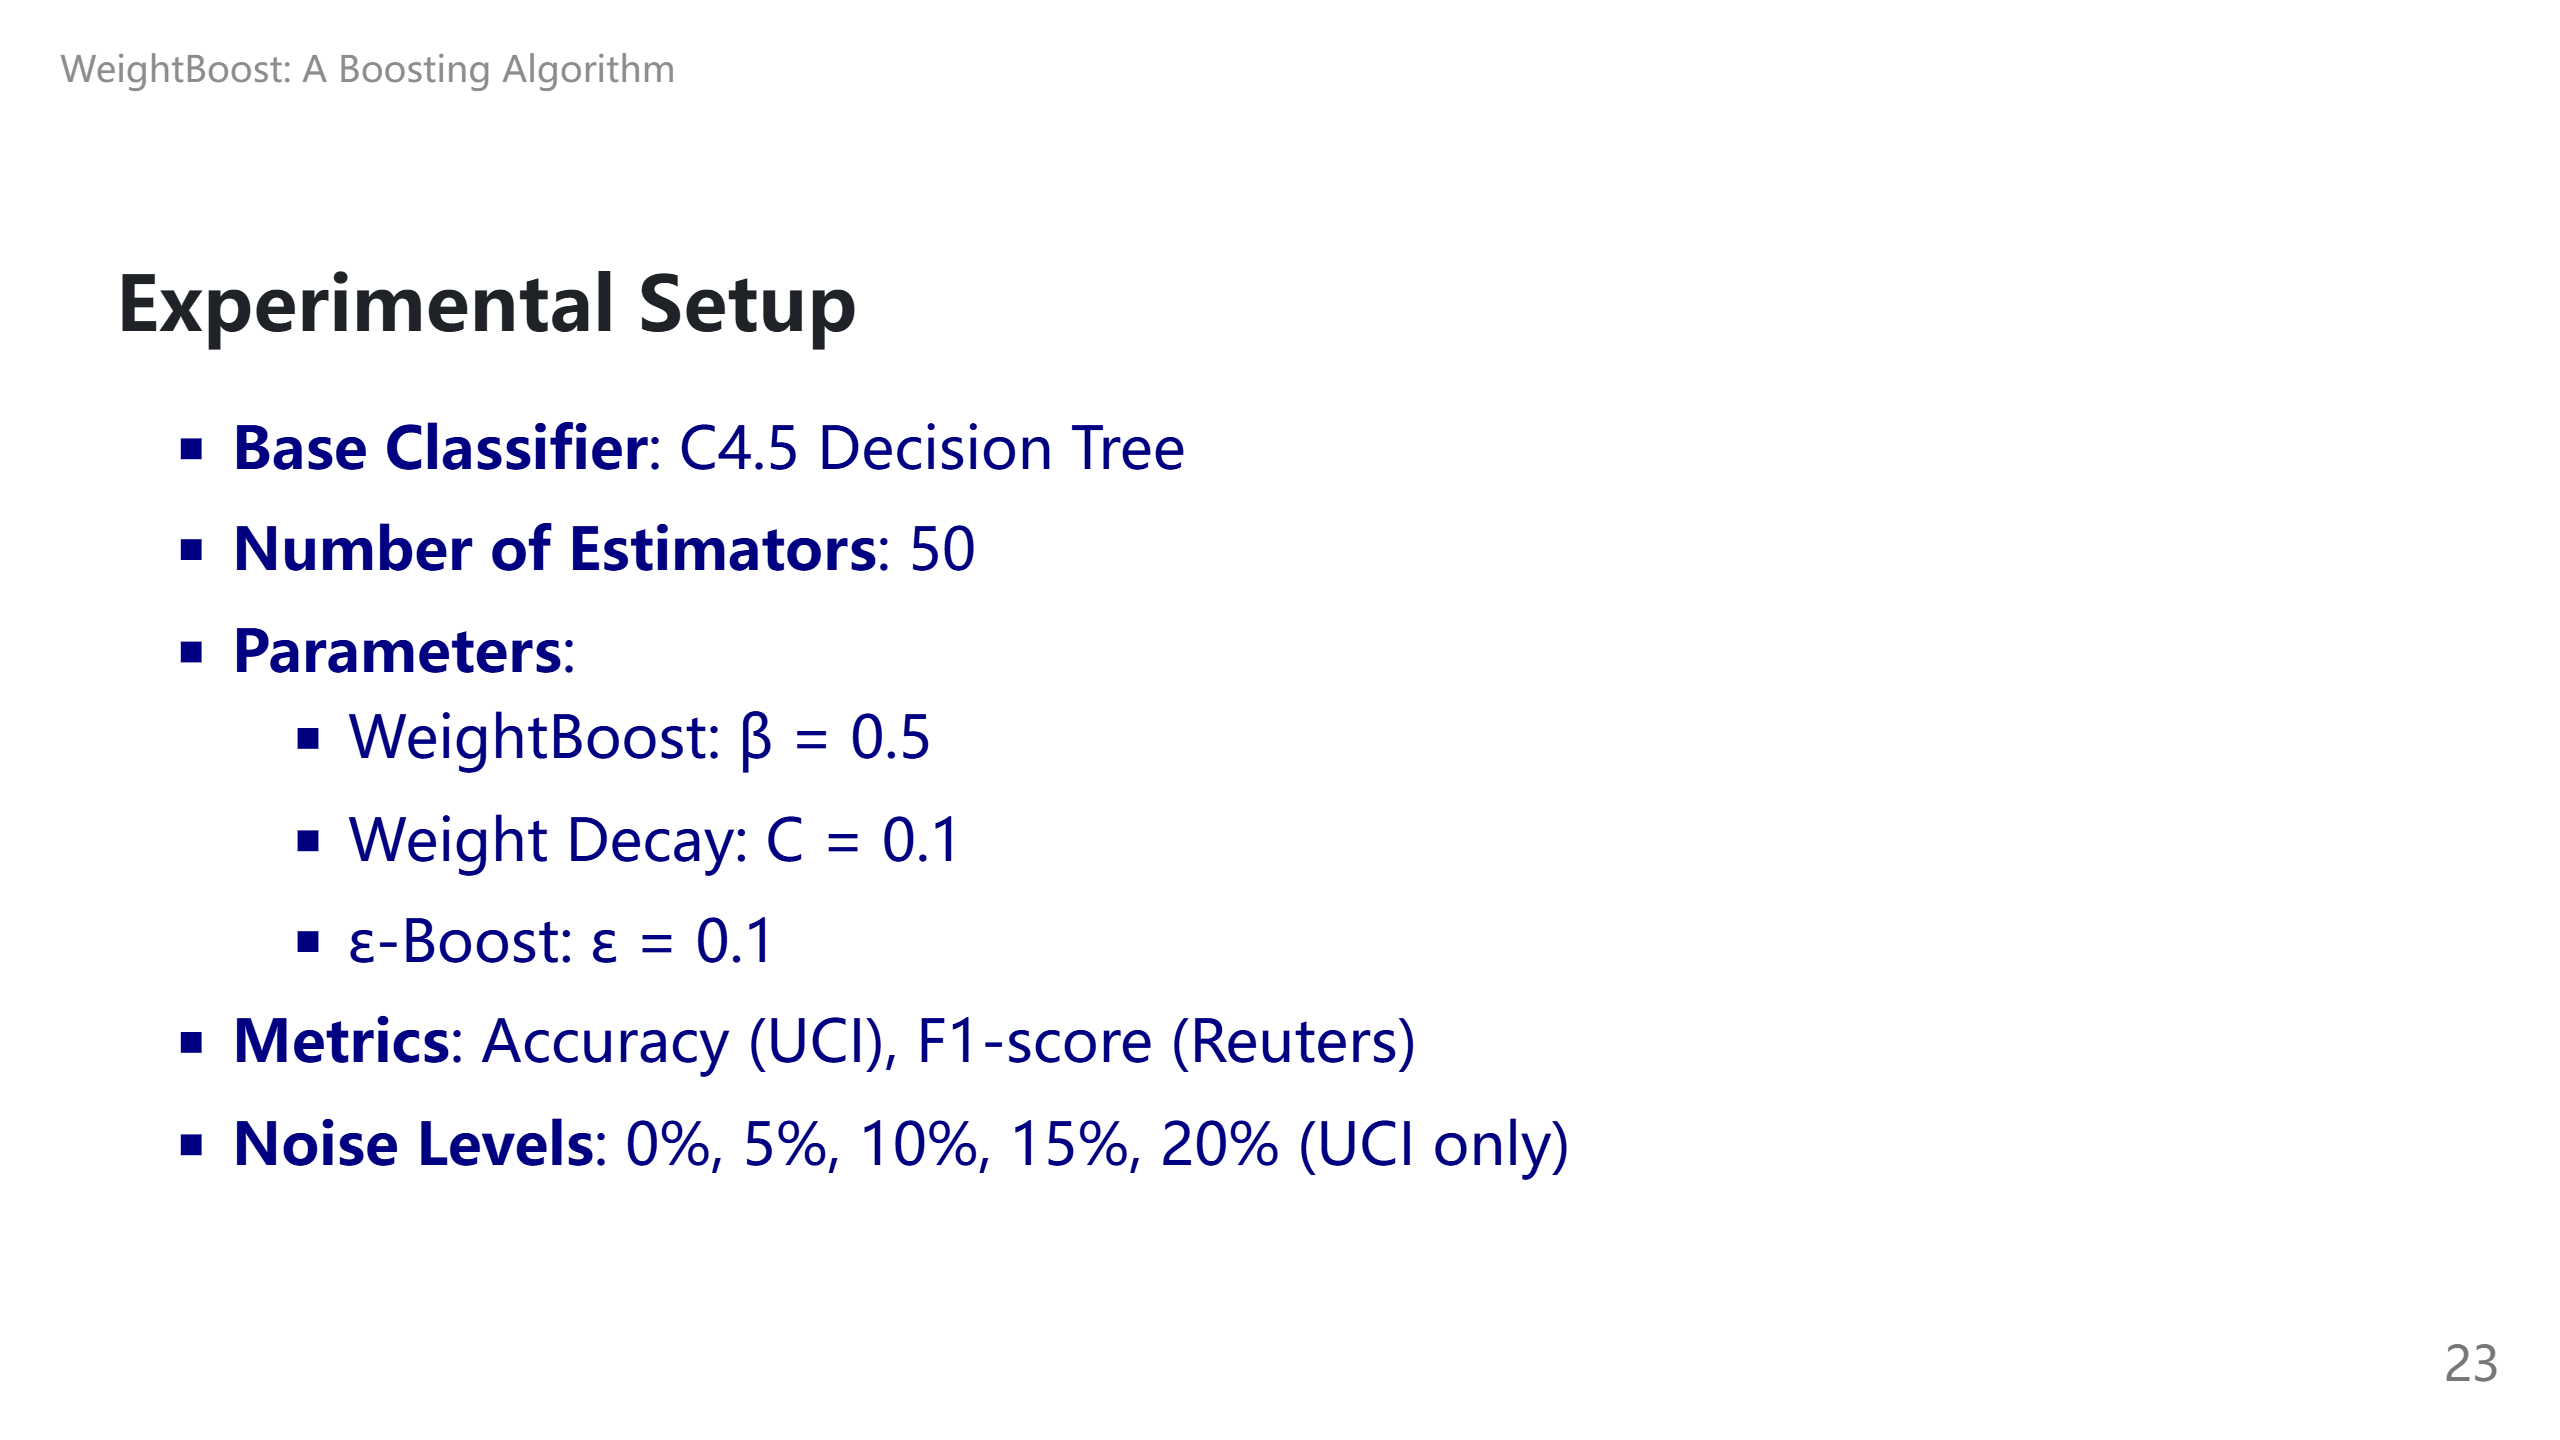 WeightBoost: A Boosting Algorithm
Experimental Setup
▪ Base Classifier: C4.5 Decision Tree
▪ Number of Estimators: 50
▪ Parameters:
▪ WeightBoost: β = 0.5
▪ Weight Decay: C = 0.1
▪ ε-Boost: ε = 0.1
▪ Metrics: Accuracy (UCI), F1-score (Reuters)
▪ Noise Levels: 0%, 5%, 10%, 15%, 20% (UCI only)
23